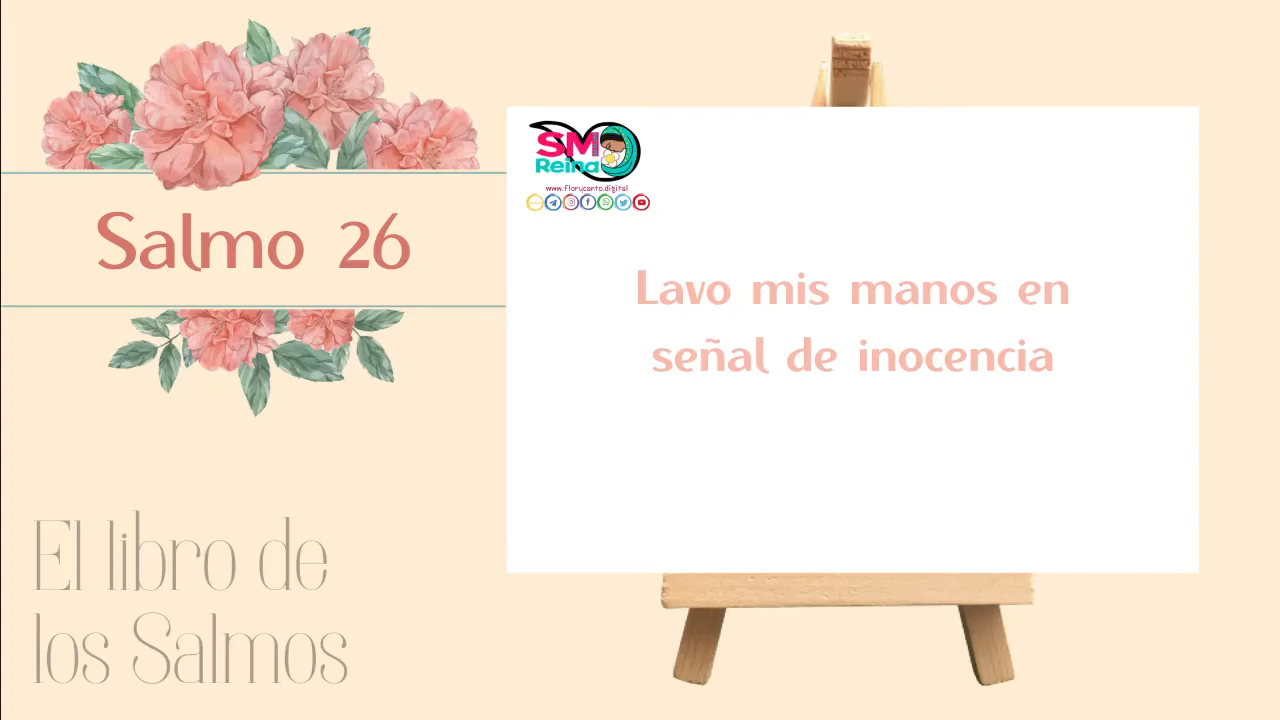 Salmo 26
El libro de
los Salmos
SM
Reina
www.florycanto.digital
Lavo mis manos en
señal de inocencia